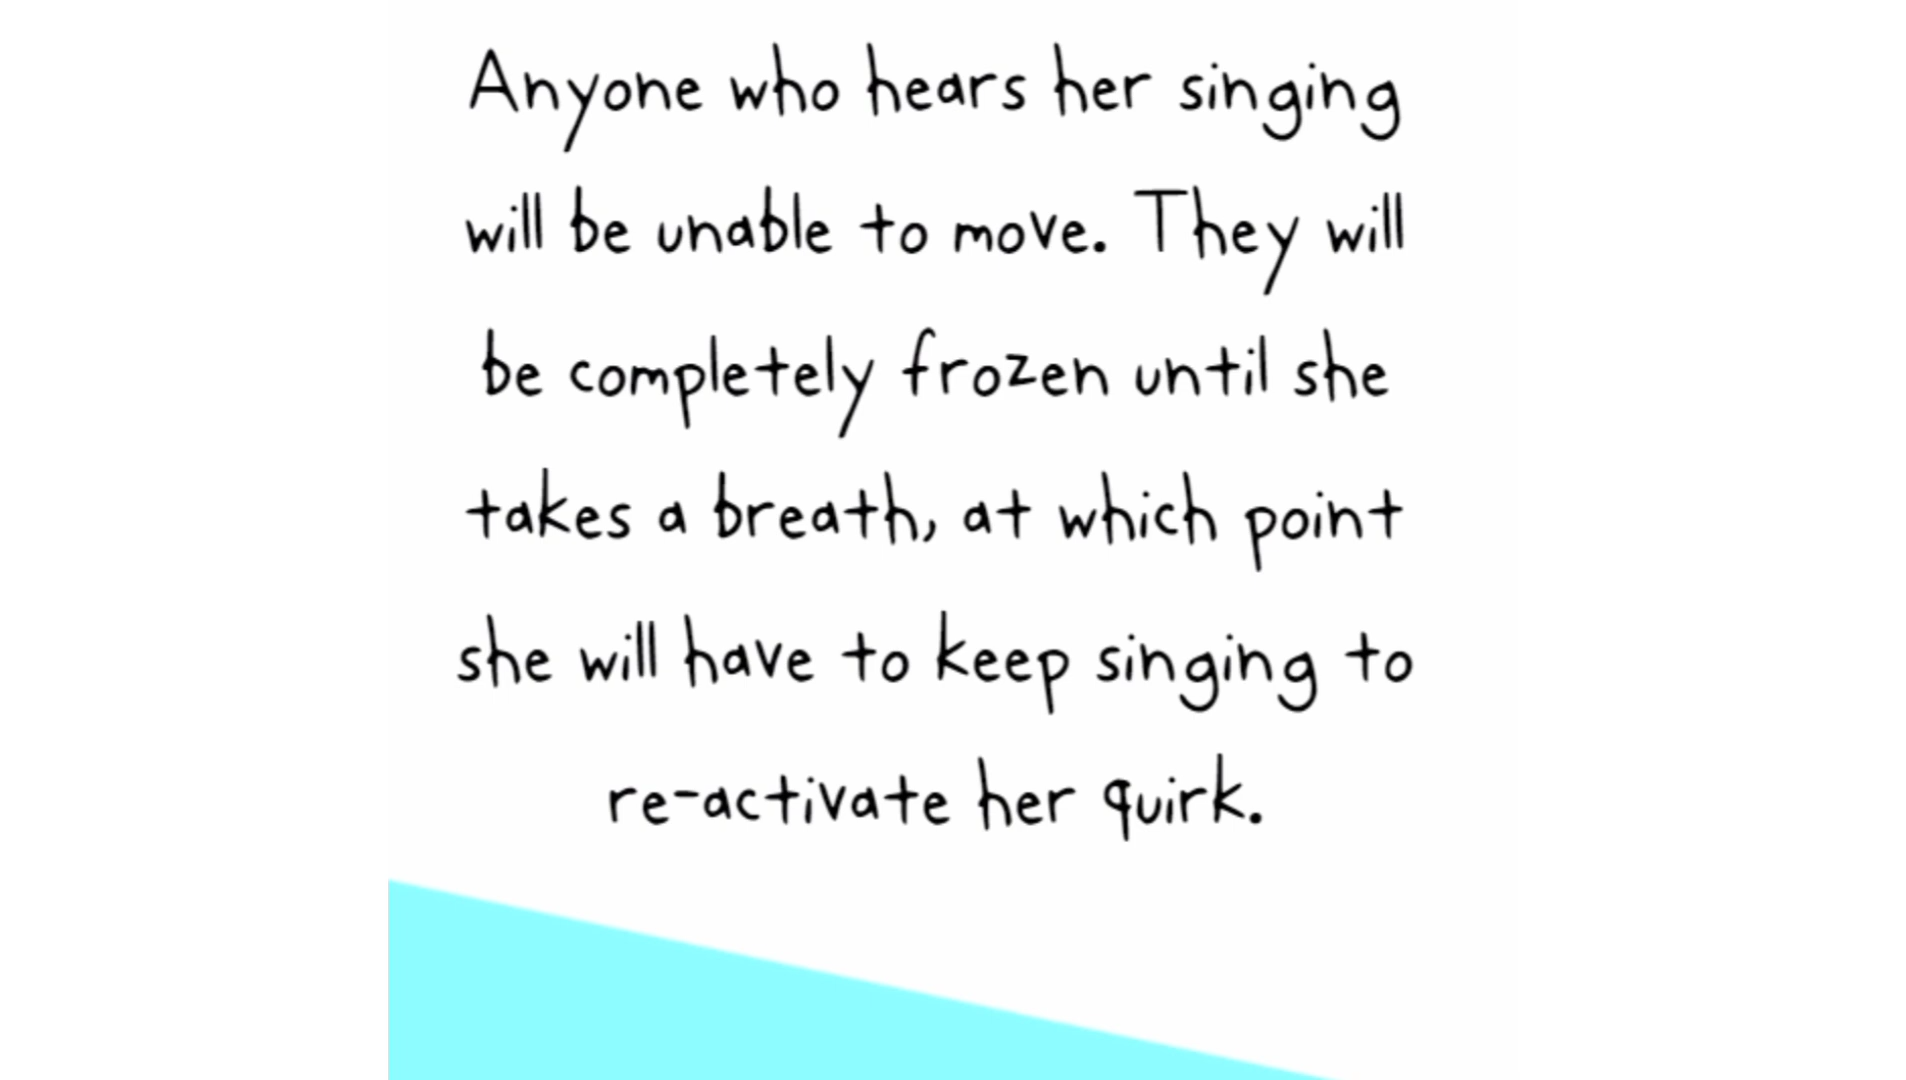 Anyone who hears her singing
will be unable to move. They will
be completely frozen until she
takes a breath, at which point
she will have to keep singing to
re-activate her quirk.